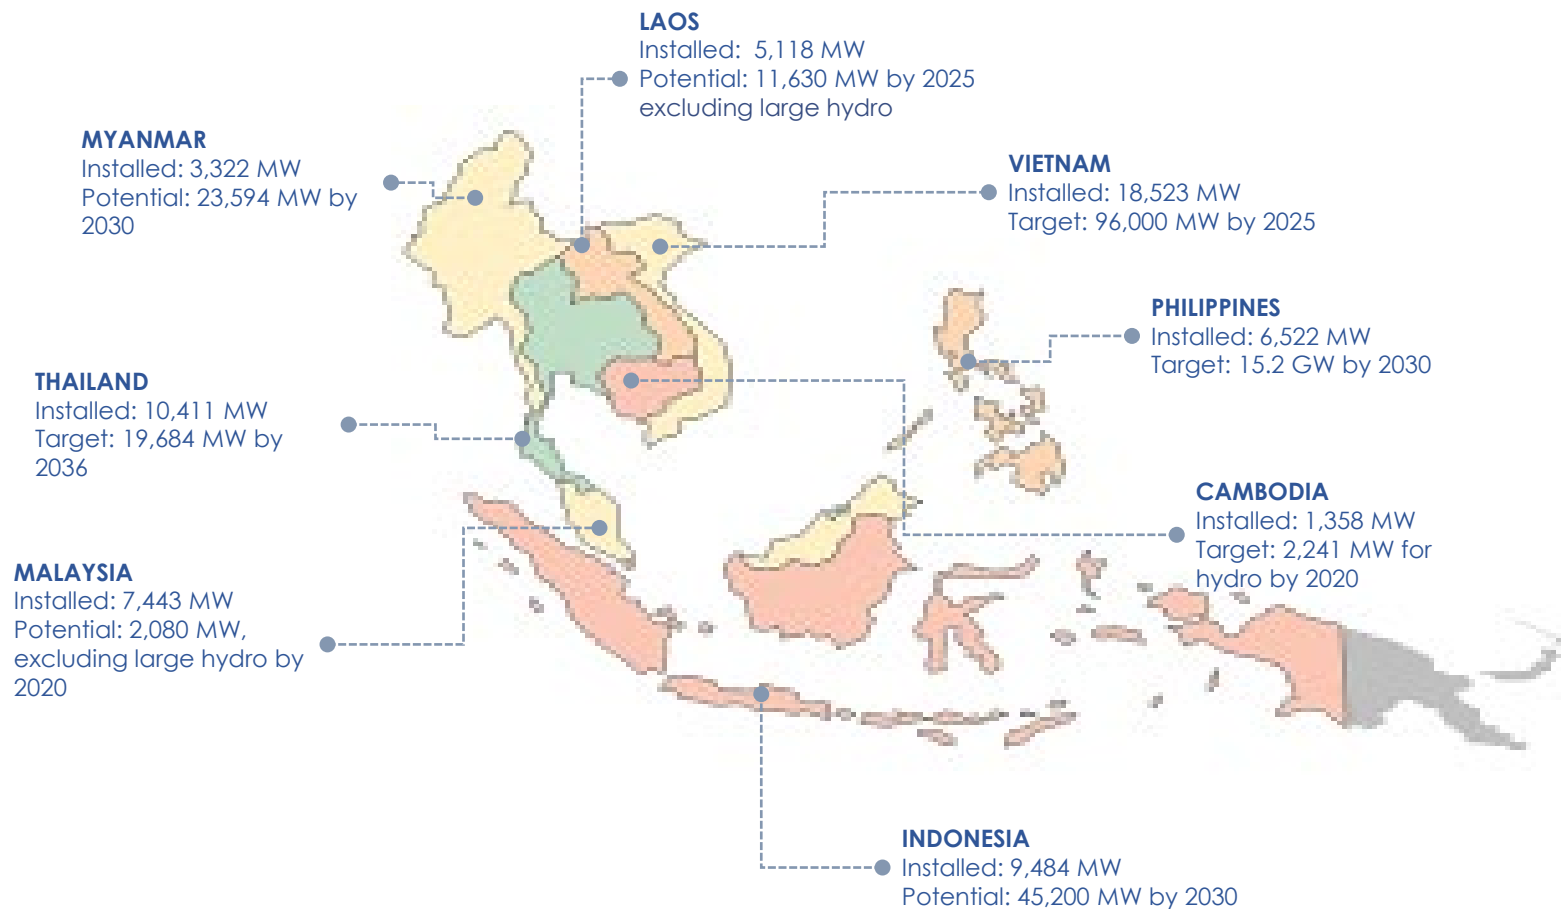 LAOS
Installed:  5,118 MW
Potential: 11,630 MW by 2025
excluding large hydro
MYANMAR
Installed: 3,322 MW
Potential: 23,594 MW by
2030
VIETNAM
Installed: 18,523 MW
Target: 96,000 MW by 2025
PHILIPPINES
Installed: 6,522 MW
Target: 15.2 GW by 2030
THAILAND
Installed: 10,411 MW
Target: 19,684 MW by
2036
CAMBODIA
Installed: 1,358 MW
Target: 2,241 MW for
hydro by 2020
MALAYSIA
Installed: 7,443 MW
Potential: 2,080 MW,
excluding large hydro by
2020
INDONESIA
Installed: 9,484 MW
Potential: 45,200 MW by 2030